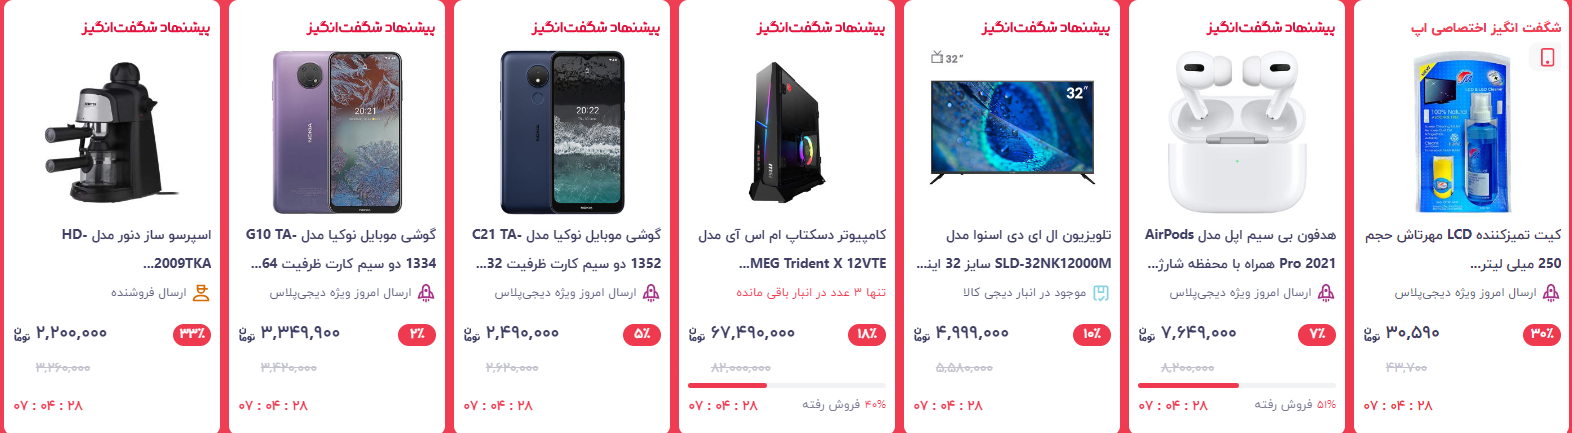 شگفت انگیز اختصاصی اپ
کیت تمیزکننده LCD مهرتاش حجم
250 میلی لیتر...
ارسال امروز ویژه دیجی‌پلاس
۳۰٪
۳۰,۵۹۰ تومان
۴۳,۷۰۰
۰۷ : ۰۴ : ۲۸
پیشنهاد شگفت‌انگیز
هدفون بی سیم اپل مدل AirPods
Pro 2021 همراه با محفظه شارژ...
ارسال امروز ویژه دیجی‌پلاس
۷٪
۷,۶۴۹,۰۰۰ تومان
۸,۲۰۰,۰۰۰
۵۱% فروش رفته
۰۷ : ۰۴ : ۲۸
پیشنهاد شگفت‌انگیز
32"
32"
تلویزیون ال ای دی اسنوا مدل
SLD-32NK12000M سایز 32 اینـ...
موجود در انبار دیجی کالا
۱۰٪
۴,۹۹۹,۰۰۰ تومان
۵,۵۸۰,۰۰۰
۰۷ : ۰۴ : ۲۸
پیشنهاد شگفت‌انگیز
کامپیوتر دسکتاپ ام اس آی مدل
MEG Trident X 12VTE...
تنها ۳ عدد در انبار باقی مانده
۱۸٪
۶۷,۴۹۰,۰۰۰ تومان
۸۲,۰۰۰,۰۰۰
۴۰% فروش رفته
۰۷ : ۰۴ : ۲۸
پیشنهاد شگفت‌انگیز
20:22
NOKIA
گوشی موبایل نوکیا مدل C21 TA-
1352 دو سیم کارت ظرفیت 32...
ارسال امروز ویژه دیجی‌پلاس
۵٪
۲,۴۹۰,۰۰۰ تومان
۲,۶۲۰,۰۰۰
۰۷ : ۰۴ : ۲۸
پیشنهاد شگفت‌انگیز
20:21
NOKIA
گوشی موبایل نوکیا مدل G10 TA-
1334 دو سیم کارت ظرفیت 64...
ارسال امروز ویژه دیجی‌پلاس
۲٪
۳,۳۴۹,۹۰۰ تومان
۳,۴۲۰,۰۰۰
۰۷ : ۰۴ : ۲۸
پیشنهاد شگفت‌انگیز
اسپرسو ساز دنور مدل HD-
2009TKA...
ارسال فروشنده
۳۳٪
۲,۲۰۰,۰۰۰ تومان
۳,۲۶۰,۰۰۰
۰۷ : ۰۴ : ۲۸